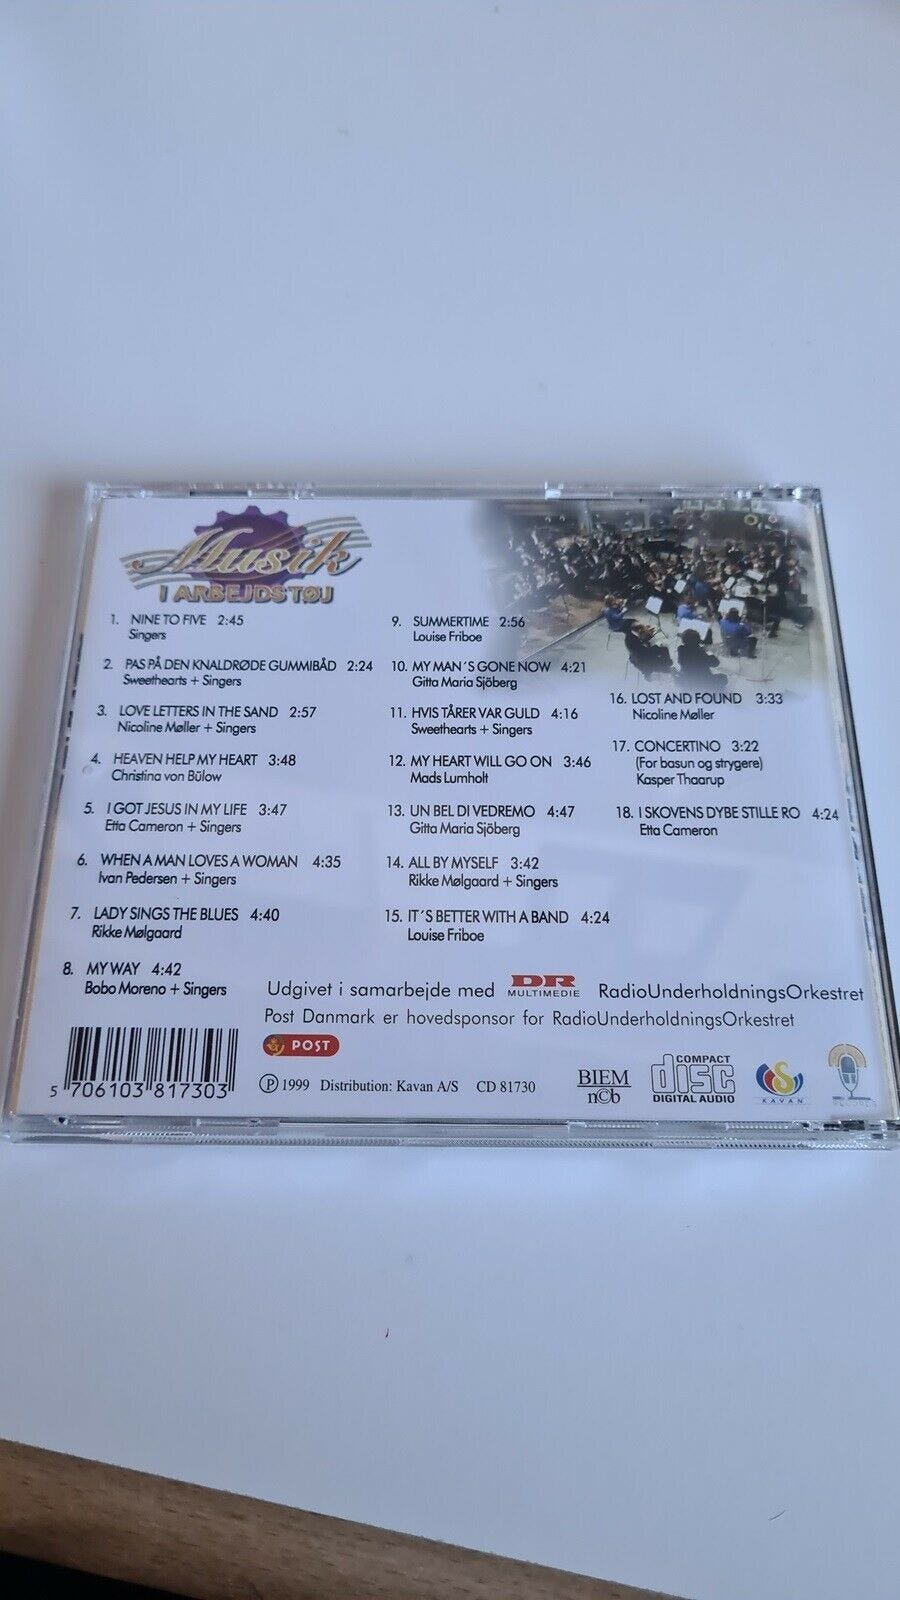 Musik
I ARBEJDSTØJ
1. NINE TO FIVE 2:45
Singers
2. PAS PÅ DEN KNALDRØDE GUMMIBÅD 2:24
Sweethearts + Singers
3. LOVE LETTERS IN THE SAND 2:57
Nicoline Møller + Singers
4. HEAVEN HELP MY HEART 3:48
Christina von Bülow
5. I GOT JESUS IN MY LIFE 3:47
Etta Cameron + Singers
6. WHEN A MAN LOVES A WOMAN 4:35
Ivan Pedersen + Singers
7. LADY SINGS THE BLUES 4:40
Rikke Mølgaard
8. MY WAY 4:42
Bobo Moreno + Singers
9. SUMMERTIME 2:56
Louise Friboe
10. MY MAN´S GONE NOW 4:21
Gitta Maria Sjöberg
11. HVIS TÅRER VAR GULD 4:16
Sweethearts + Singers
12. MY HEART WILL GO ON 3:46
Mads Lumholt
13. UN BEL DI VEDREMO 4:47
Gitta Maria Sjöberg
14. ALL BY MYSELF 3:42
Rikke Mølgaard + Singers
15. IT´S BETTER WITH A BAND 4:24
Louise Friboe
16. LOST AND FOUND 3:33
Nicoline Møller
17. CONCERTINO 3:22
(For basun og strygere)
Kasper Thaarup
18. I SKOVENS DYBE STILLE RO 4:24
Etta Cameron
Udgivet i samarbejde med DR MULTIMEDIE RadioUnderholdningsOrkestret
Post Danmark er hovedsponsor for RadioUnderholdningsOrkestret
POST
5 706103 817303
Ⓟ 1999 Distribution: Kavan A/S CD 81730
BIEM
n©b
COMPACT
disc
DIGITAL AUDIO
KAVAN